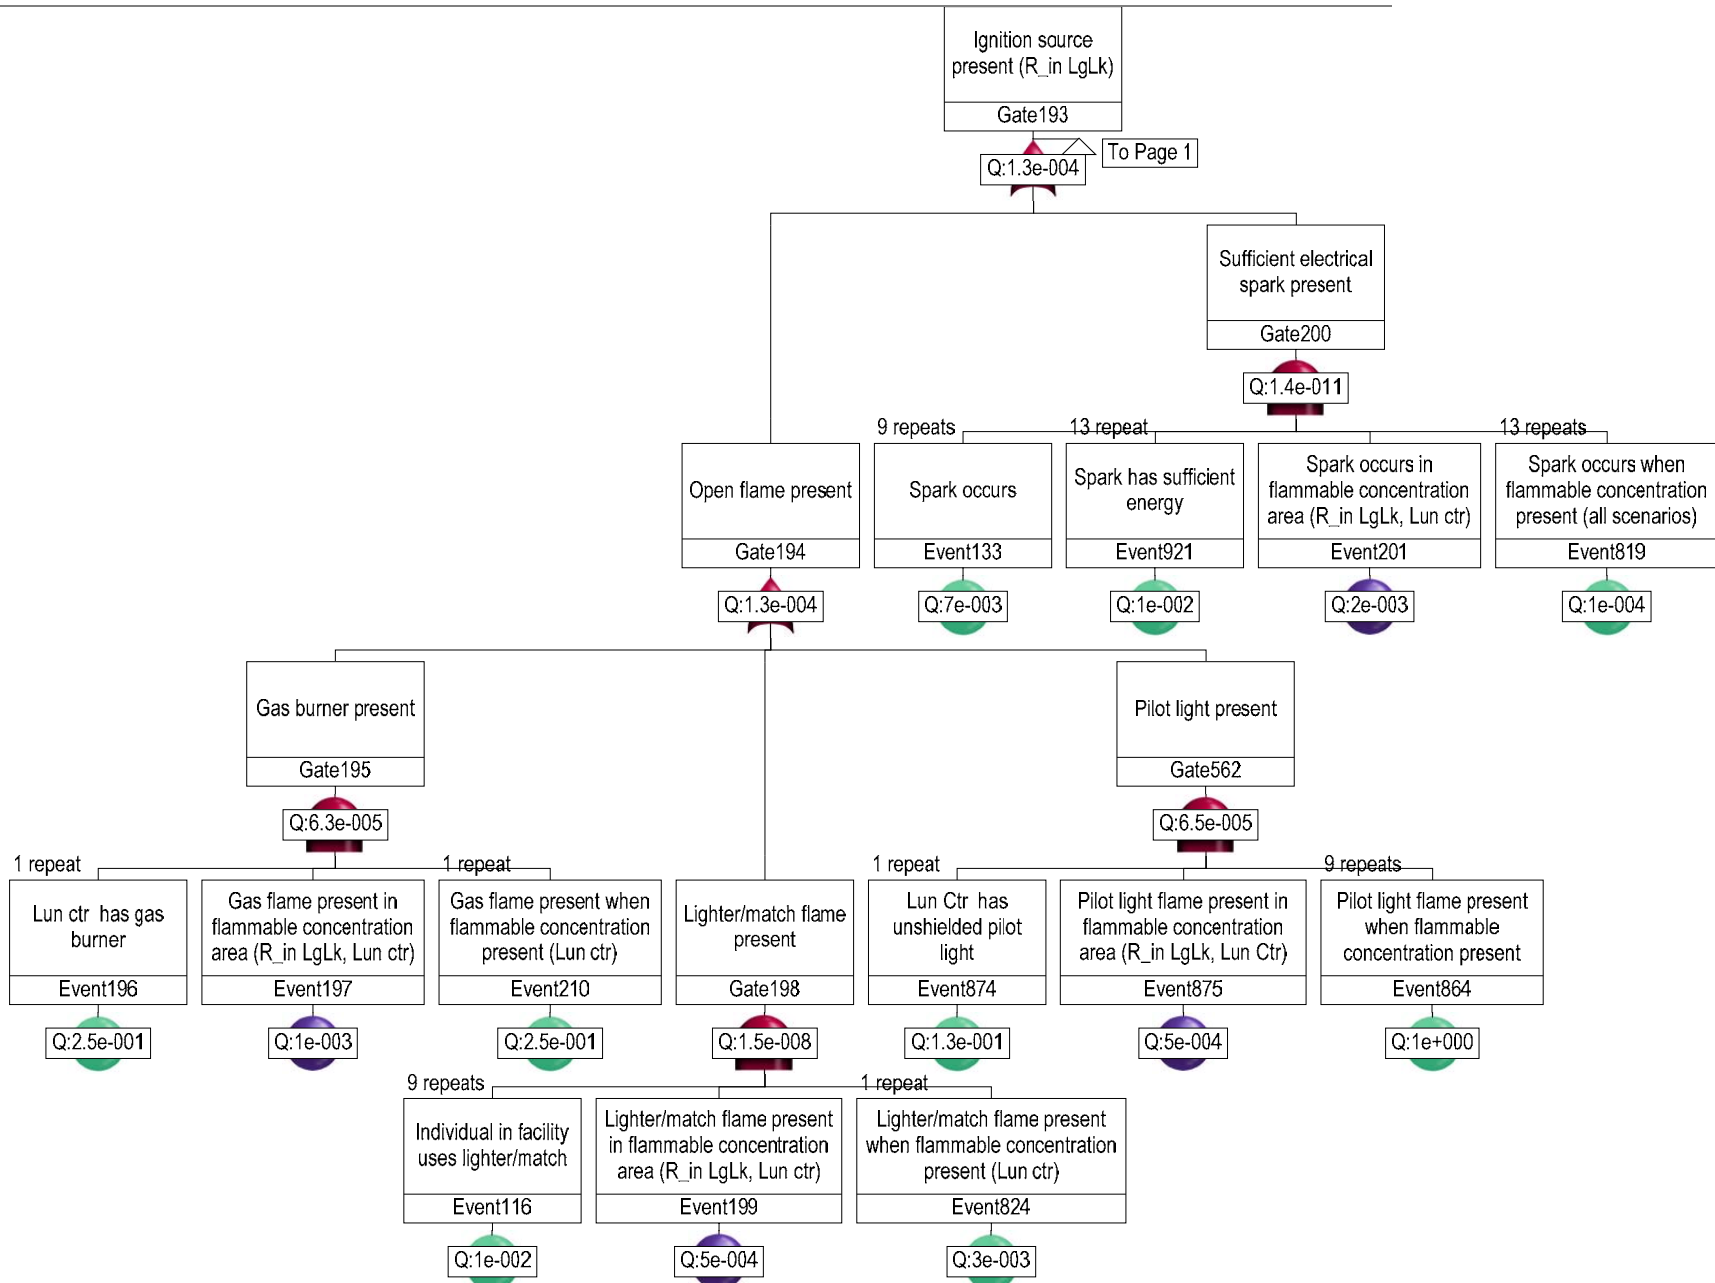 Ignition source
present (R_in LgLk)
Gate193
To Page 1
Q:1.3e-004
Sufficient electrical
spark present
Gate200
Q:1.4e-011
9 repeats
13 repeat
13 repeats
Open flame present
Gate194
Q:1.3e-004
Spark occurs
Event133
Q:7e-003
Spark has sufficient
energy
Event921
Q:1e-002
Spark occurs in
flammable concentration
area (R_in LgLk, Lun ctr)
Event201
Q:2e-003
Spark occurs when
flammable concentration
present (all scenarios)
Event819
Q:1e-004
Gas burner present
Gate195
Q:6.3e-005
Pilot light present
Gate562
Q:6.5e-005
1 repeat
1 repeat
1 repeat
9 repeats
Lun ctr has gas
burner
Event196
Q:2.5e-001
Gas flame present in
flammable concentration
area (R_in LgLk, Lun ctr)
Event197
Q:1e-003
Gas flame present when
flammable concentration
present (Lun ctr)
Event210
Q:2.5e-001
Lighter/match flame
present
Gate198
Q:1.5e-008
Lun Ctr has
unshielded pilot
light
Event874
Q:1.3e-001
Pilot light flame present in
flammable concentration
area (R_in LgLk, Lun Ctr)
Event875
Q:5e-004
Pilot light flame present
when flammable
concentration present
Event864
Q:1e+000
9 repeats
1 repeat
Individual in facility
uses lighter/match
Event116
Q:1e-002
Lighter/match flame present
in flammable concentration
area (R_in LgLk, Lun ctr)
Event199
Q:5e-004
Lighter/match flame present
when flammable concentration
present (Lun ctr)
Event824
Q:3e-003